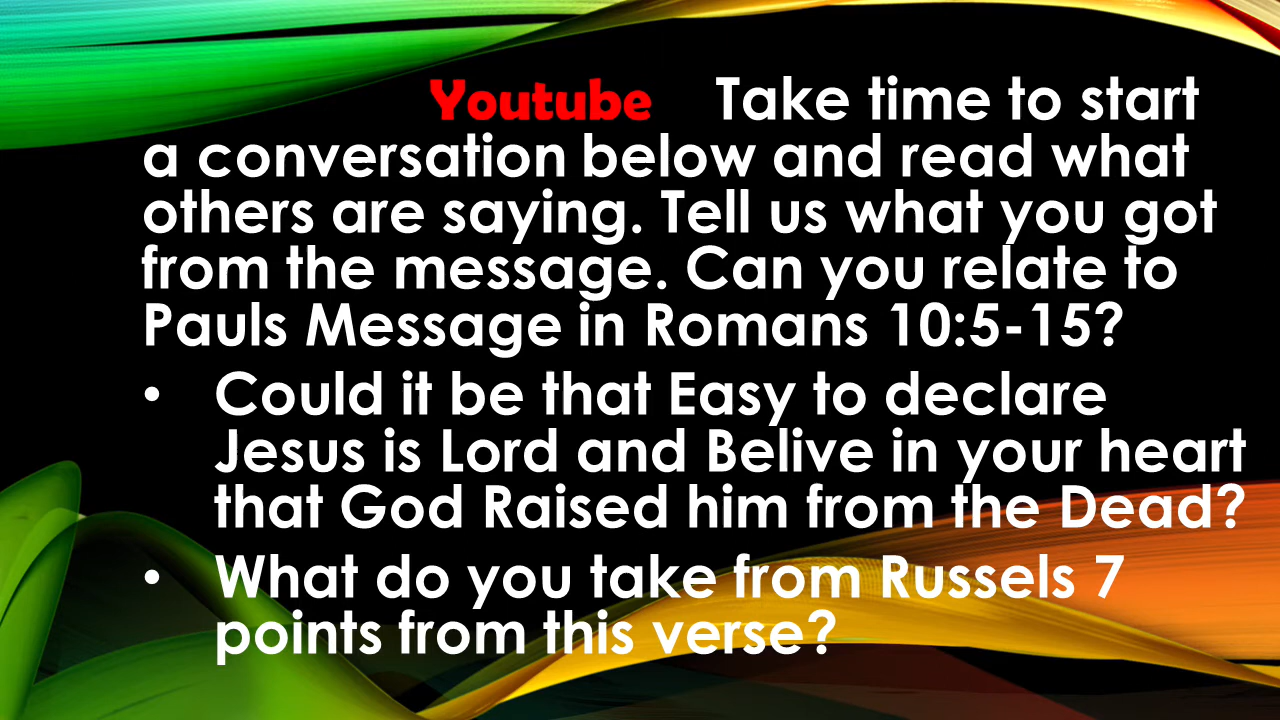 Youtube Take time to start
a conversation below and read what
others are saying. Tell us what you got
from the message. Can you relate to
Pauls Message in Romans 10:5-15?
• Could it be that Easy to declare
Jesus is Lord and Belive in your heart
that God Raised him from the Dead?
• What do you take from Russels 7
points from this verse?